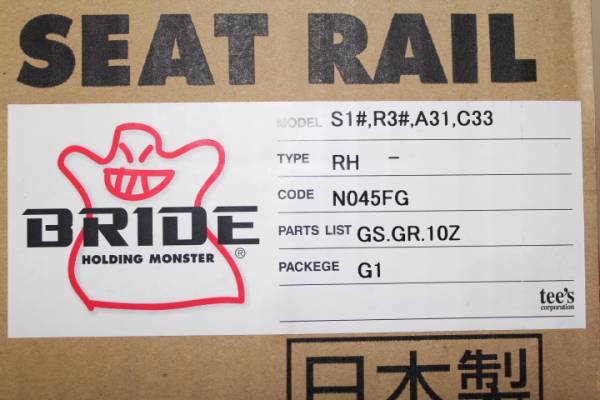 SEAT RAIL
MODEL S1#,R3#,A31,C33
TYPE RH -
CODE N045FG
PARTS LIST GS.GR.10Z
PACKEGE G1
BRIDE
HOLDING MONSTER ®
tee's
corporation
日本製